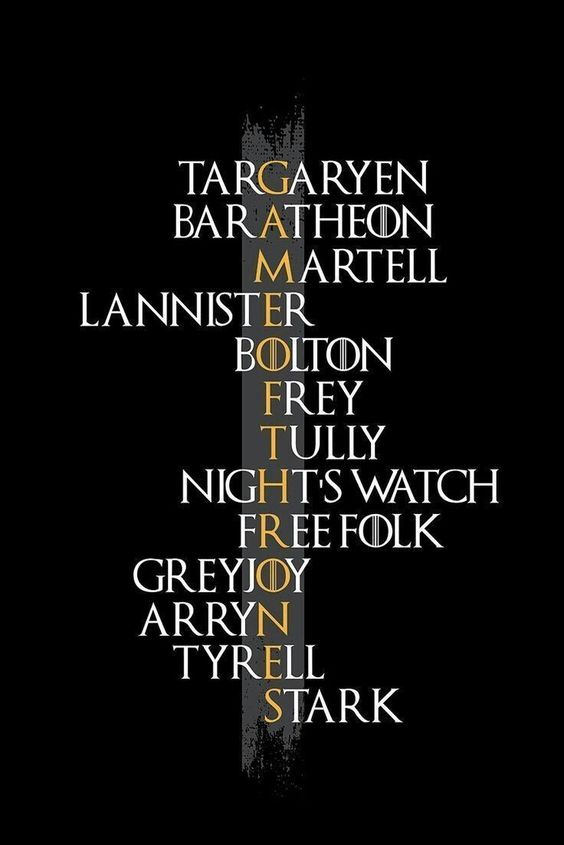 TARGARYEN
BARATHEON
MARTELL
LANNISTER
BOLTON
FREY
TULLY
NIGHT'S WATCH
FREE FOLK
GREYJOY
ARRYN
TYRELL
STARK